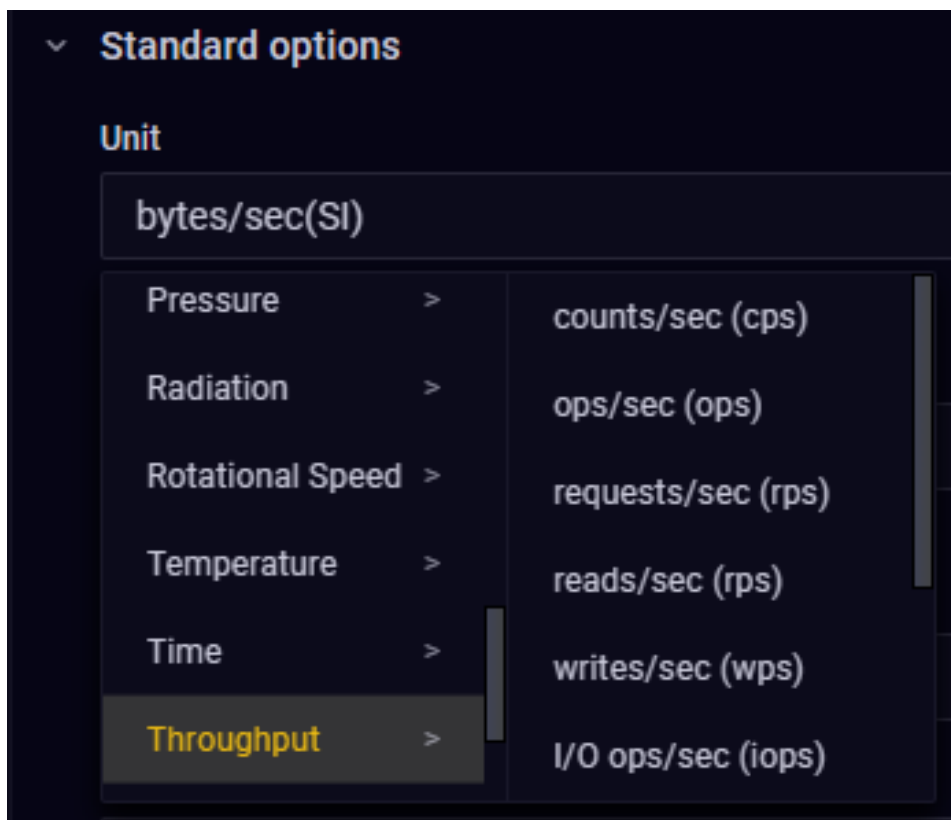 Standard options
Unit
bytes/sec(SI)
Pressure >
Radiation >
Rotational Speed >
Temperature >
Time >
Throughput >
counts/sec (cps)
ops/sec (ops)
requests/sec (rps)
reads/sec (rps)
writes/sec (wps)
I/O ops/sec (iops)